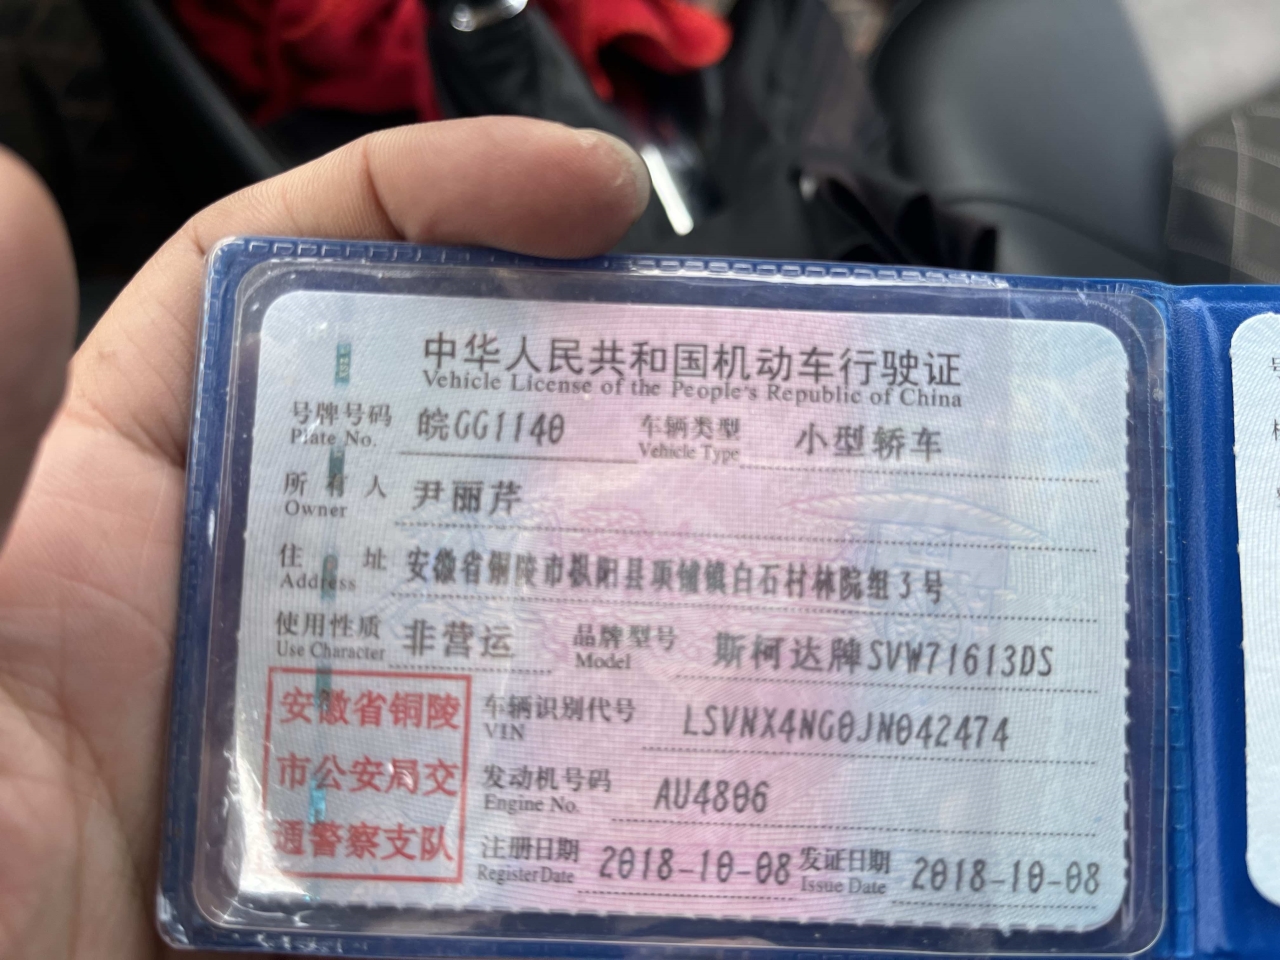 中华人民共和国机动车行驶证
Vehicle License of the People's Republic of China
号牌号码 皖GG1140 车辆类型 小型轿车
Plate No. Vehicle Type
所有人 尹丽芹
Owner
住址 安徽省铜陵市枞阳县项铺镇白石村林院组3号
Address
使用性质 非营运 品牌型号 斯柯达牌SVW71613DS
Use Character Model
安徽省铜陵
市公安局交
通警察支队
车辆识别代号 LSVNX4NG0JN042474
VIN
发动机号码 AU4806
Engine No.
注册日期 2018-10-08 发证日期 2018-10-08
Register Date Issue Date
号